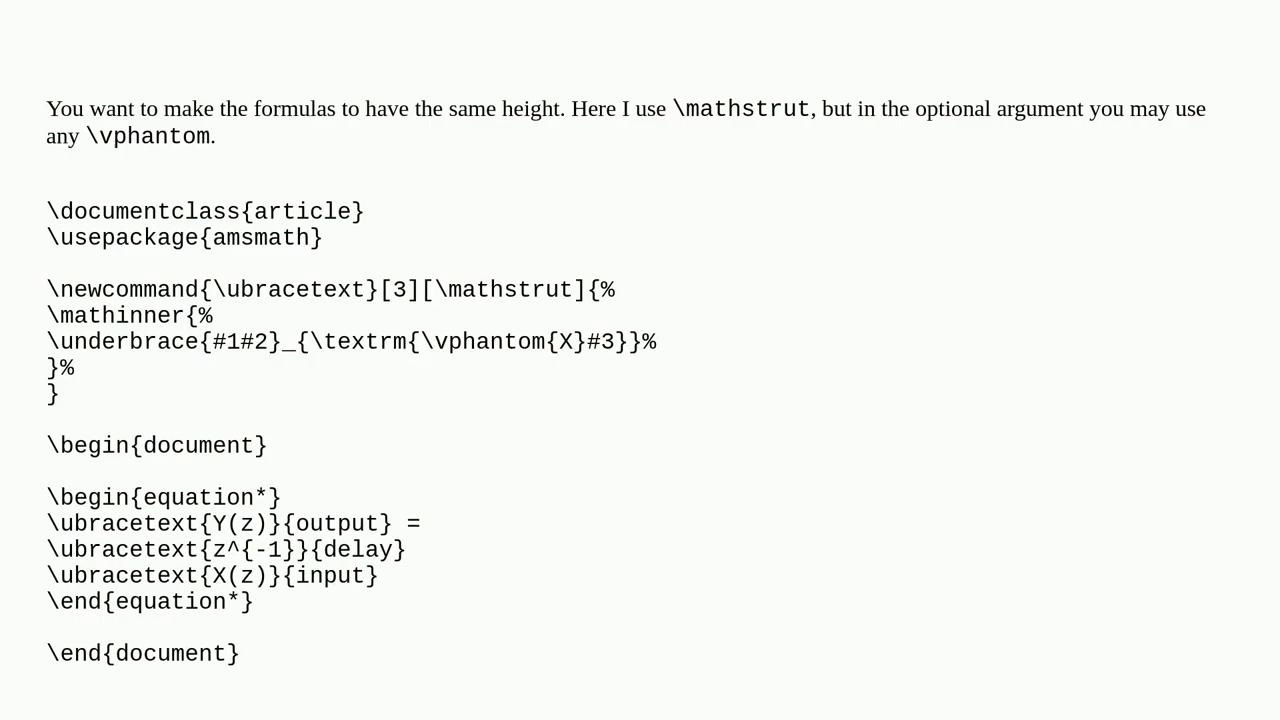 You want to make the formulas to have the same height. Here I use \mathstrut, but in the optional argument you may use
any \vphantom.
\documentclass{article}
\usepackage{amsmath}
\newcommand{\ubracetext}[3][\mathstrut]{%
\mathinner{%
\underbrace{#1#2}_{\textrm{\vphantom{X}#3}}%
}%
}
\begin{document}
\begin{equation*}
\ubracetext{Y(z)}{output} =
\ubracetext{z^{-1}}{delay}
\ubracetext{X(z)}{input}
\end{equation*}
\end{document}